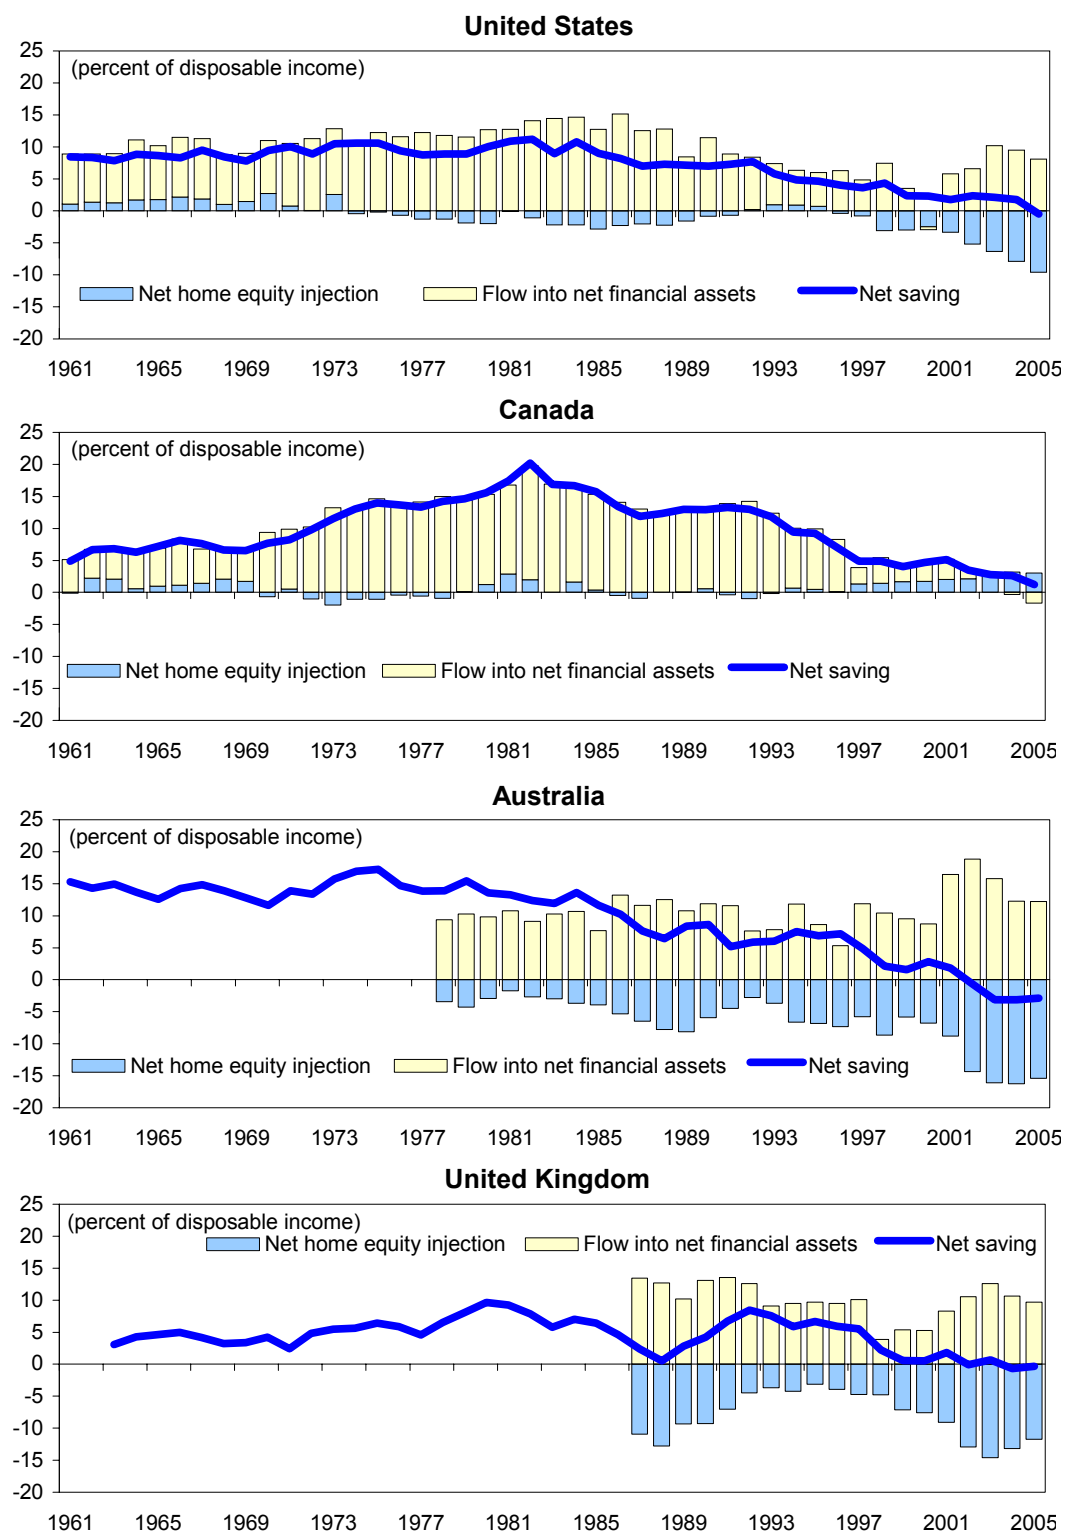 United States
25
(percent of disposable income)
20
15
10
5
0
-5
-10
Net home equity injection Flow into net financial assets Net saving
-15
-20
1961 1965 1969 1973 1977 1981 1985 1989 1993 1997 2001 2005
Canada
25
(percent of disposable income)
20
15
10
5
0
-5
-10
Net home equity injection Flow into net financial assets Net saving
-15
-20
1961 1965 1969 1973 1977 1981 1985 1989 1993 1997 2001 2005
Australia
25
(percent of disposable income)
20
15
10
5
0
-5
-10
Net home equity injection Flow into net financial assets Net saving
-15
-20
1961 1965 1969 1973 1977 1981 1985 1989 1993 1997 2001 2005
United Kingdom
25
(percent of disposable income)
20
Net home equity injection Flow into net financial assets Net saving
15
10
5
0
-5
-10
-15
-20
1961 1965 1969 1973 1977 1981 1985 1989 1993 1997 2001 2005